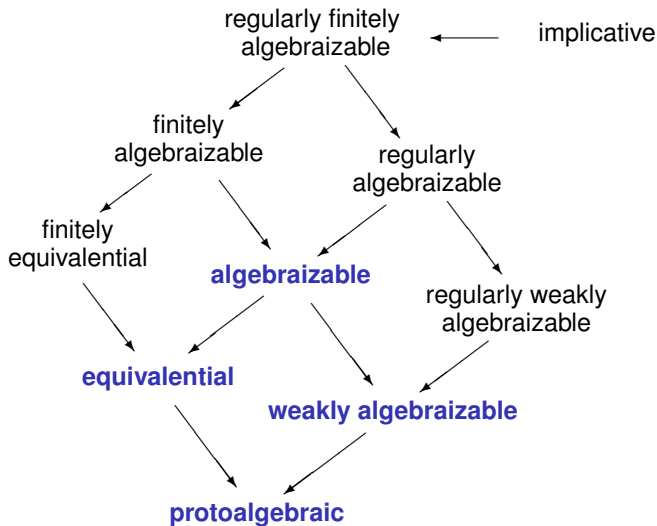 regularly finitely
algebraizable
implicative
finitely
algebraizable
regularly
algebraizable
finitely
equivalential
algebraizable
regularly weakly
algebraizable
equivalential
weakly algebraizable
protoalgebraic